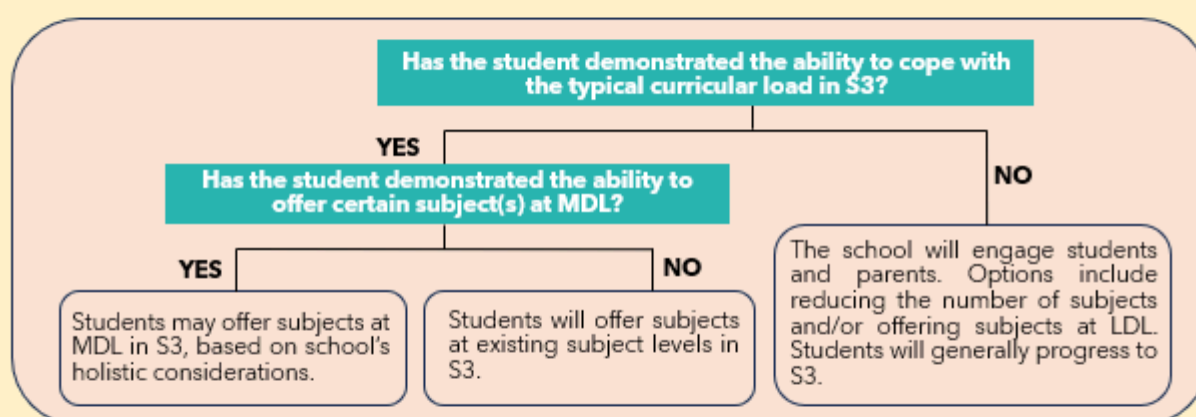 Has the student demonstrated the ability to cope with
the typical curricular load in S3?
YES
NO
Has the student demonstrated the ability to
offer certain subject(s) at MDL?
YES
NO
Students may offer subjects at
MDL in S3, based on school's
holistic considerations.
Students will offer subjects
at existing subject levels in
S3.
The school will engage students
and parents. Options include
reducing the number of subjects
and/or offering subjects at LDL.
Students will generally progress to
S3.